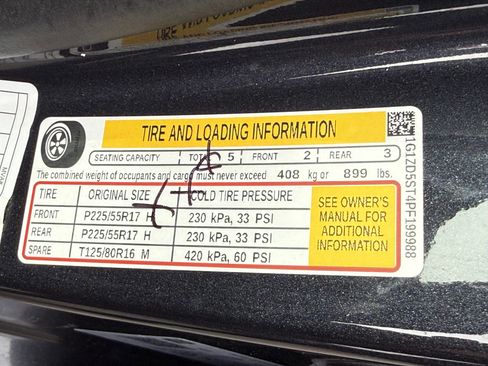 TIRE AND LOADING INFORMATION
SEATING CAPACITY TOTAL 5 FRONT 2 REAR 3
The combined weight of occupants and cargo must never exceed 408 kg or 899 lbs.
TIRE ORIGINAL SIZE COLD TIRE PRESSURE
FRONT P225/55R17 H 230 kPa, 33 PSI
REAR P225/55R17 H 230 kPa, 33 PSI
SPARE T125/80R16 M 420 kPa, 60 PSI
SEE OWNER'S
MANUAL FOR
ADDITIONAL
INFORMATION
1G1ZD5ST4PF199988